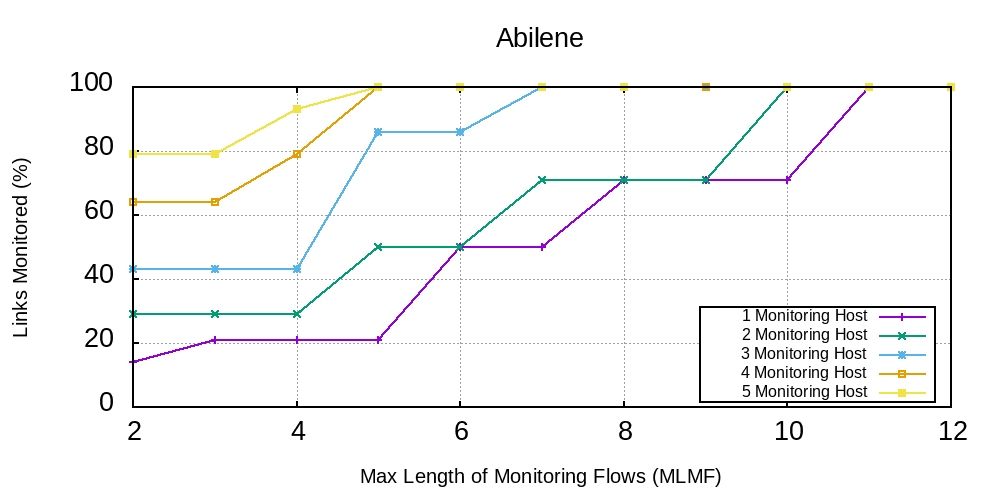 Abilene
100
80
60
40
20
0
Links Monitored (%)
1 Monitoring Host
2 Monitoring Host
3 Monitoring Host
4 Monitoring Host
5 Monitoring Host
2 4 6 8 10 12
Max Length of Monitoring Flows (MLMF)